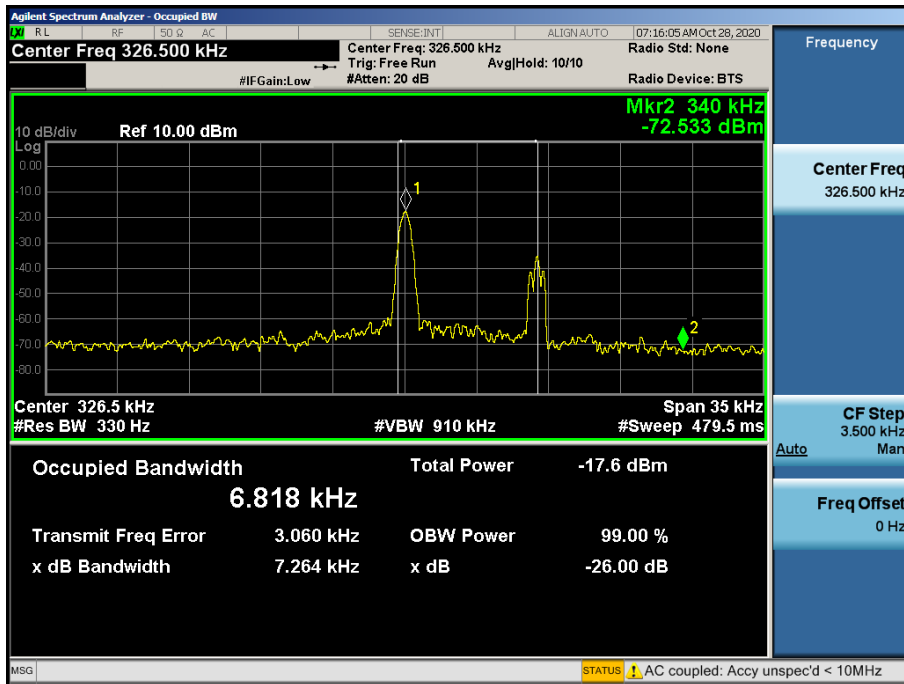 Agilent Spectrum Analyzer - Occupied BW
LXI RL RF 50 Ω AC SENSE:INT ALIGNAUTO 07:16:05 AM Oct 28, 2020
Center Freq 326.500 kHz
Center Freq: 326.500 kHz
Radio Std: None
Trig: Free Run Avg|Hold: 10/10
#IFGain:Low
#Atten: 20 dB
Radio Device: BTS
Frequency
Mkr2 340 kHz
-72.533 dBm
10 dB/div Ref 10.00 dBm
Log
0.00
-10.0
-20.0
-30.0
-40.0
-50.0
-60.0
-70.0
-80.0
1
2
Center 326.5 kHz Span 35 kHz
#Res BW 330 Hz #VBW 910 kHz #Sweep 479.5 ms
Occupied Bandwidth Total Power -17.6 dBm
6.818 kHz
Transmit Freq Error 3.060 kHz OBW Power 99.00 %
x dB Bandwidth 7.264 kHz x dB -26.00 dB
Center Freq
326.500 kHz
CF Step
3.500 kHz
Auto Man
Freq Offset
0 Hz
MSG STATUS AC coupled: Accy unspec'd < 10MHz